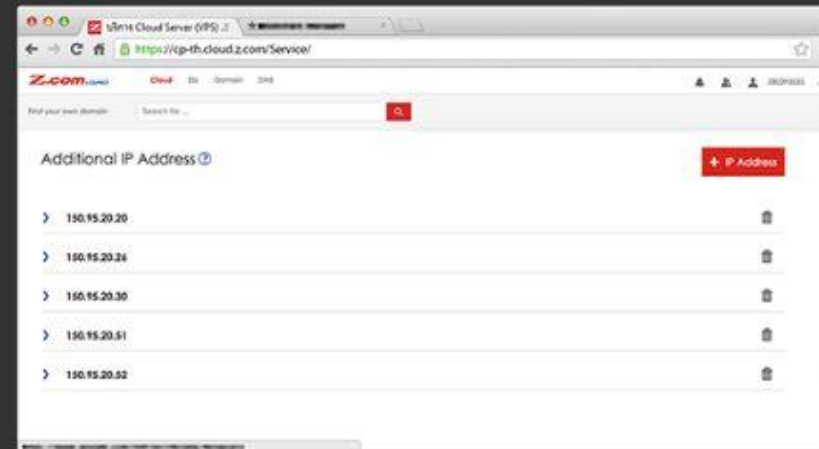 บริการ Cloud Server (VPS)
https://cp-th.cloud.z.com/Service/
Z.com
Cloud
Domain
Find your own domain
Search for ...
Additional IP Address ?
+ IP Address
150.95.20.20
150.95.20.26
150.95.20.30
150.95.20.51
150.95.20.52